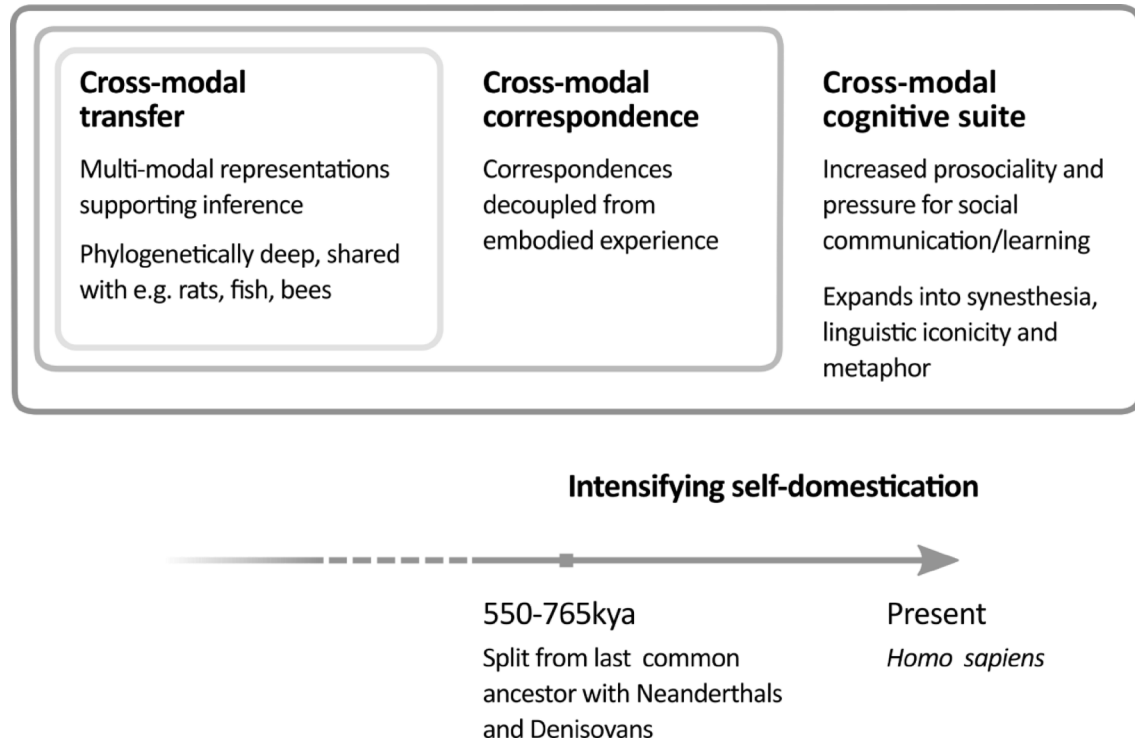 Cross-modal
transfer
Multi-modal representations
supporting inference
Phylogenetically deep, shared
with e.g. rats, fish, bees
Cross-modal
correspondence
Correspondences
decoupled from
embodied experience
Cross-modal
cognitive suite
Increased prosociality and
pressure for social
communication/learning
Expands into synesthesia,
linguistic iconicity and
metaphor
Intensifying self-domestication
550-765kya
Split from last common
ancestor with Neanderthals
and Denisovans
Present
Homo sapiens